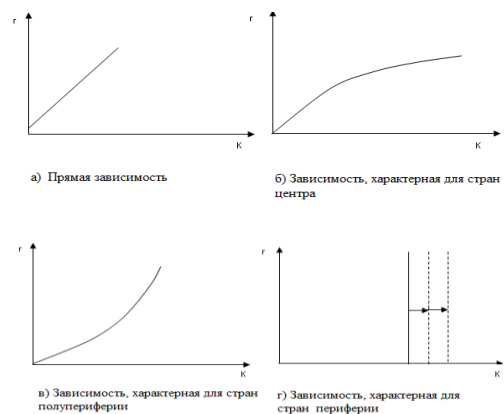 г
К
а) Прямая зависимость
г
К
б) Зависимость, характерная для стран
центра
г
К
в) Зависимость, характерная для стран
полупериферии
г
К
г) Зависимость, характерная для
стран периферии